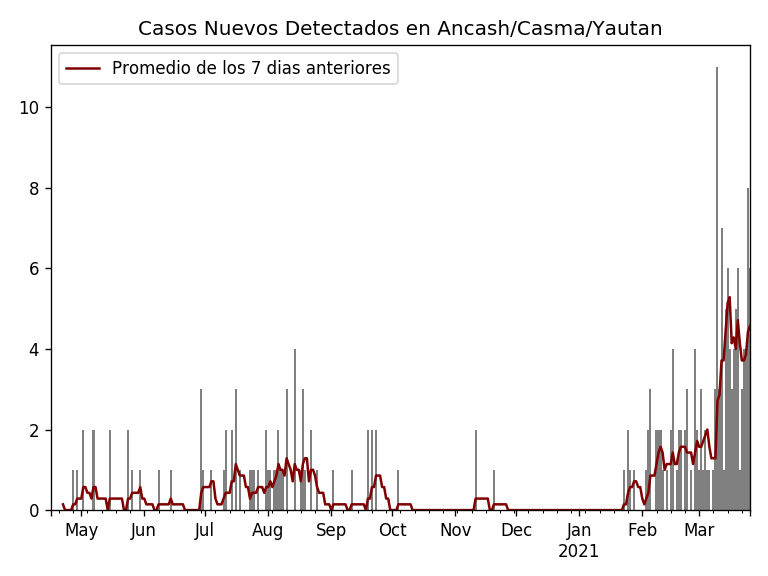 Casos Nuevos Detectados en Ancash/Casma/Yautan
Promedio de los 7 dias anteriores
10
8
6
4
2
0
May Jun Jul Aug Sep Oct Nov Dec Jan Feb Mar
2021